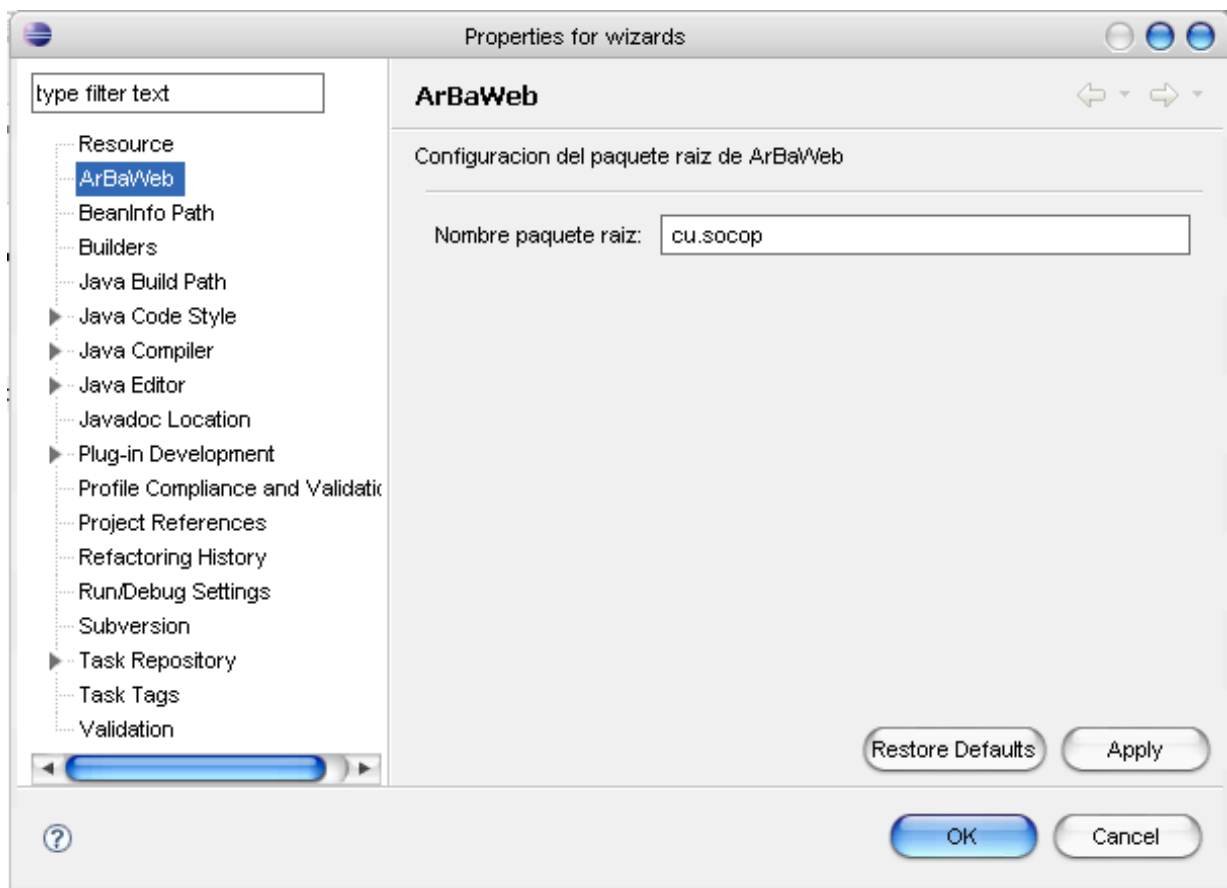 Properties for wizards
type filter text
Resource
ArBaWeb
BeanInfo Path
Builders
Java Build Path
Java Code Style
Java Compiler
Java Editor
Javadoc Location
Plug-in Development
Profile Compliance and Validatic
Project References
Refactoring History
Run/Debug Settings
Subversion
Task Repository
Task Tags
Validation
ArBaWeb
Configuracion del paquete raiz de ArBaWeb
Nombre paquete raiz: cu.socop
Restore Defaults Apply
OK Cancel